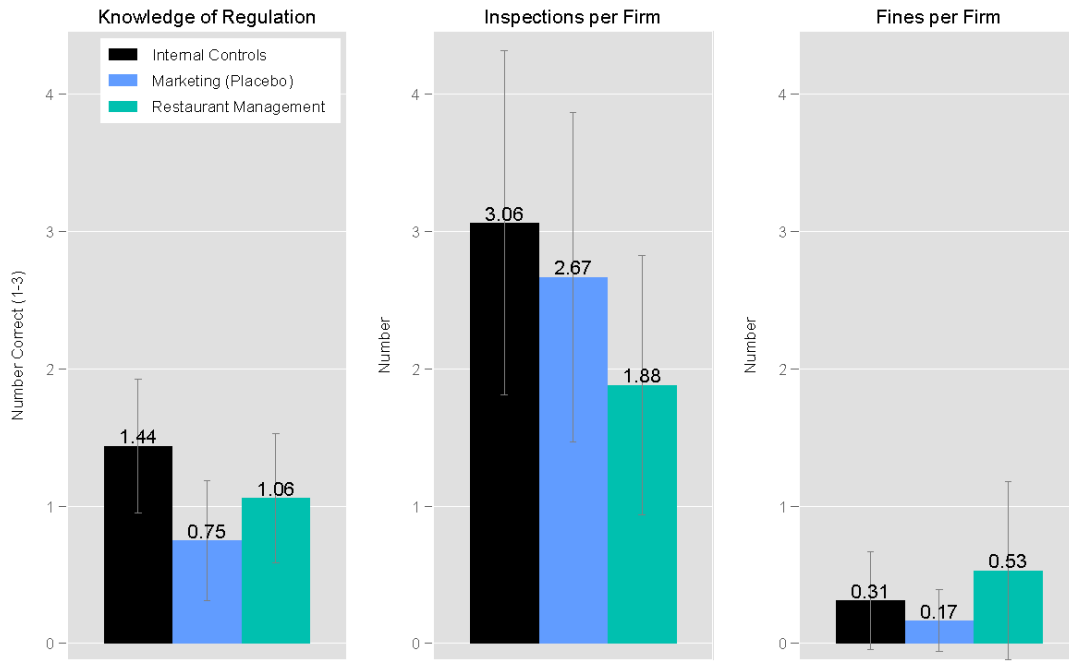 Knowledge of Regulation
Inspections per Firm
Fines per Firm
Internal Controls
Marketing (Placebo)
Restaurant Management
Number Correct (1-3)
4
3
2
1
0
1.44
0.75
1.06
Number
4
3
2
1
0
3.06
2.67
1.88
Number
4
3
2
1
0
0.31
0.17
0.53